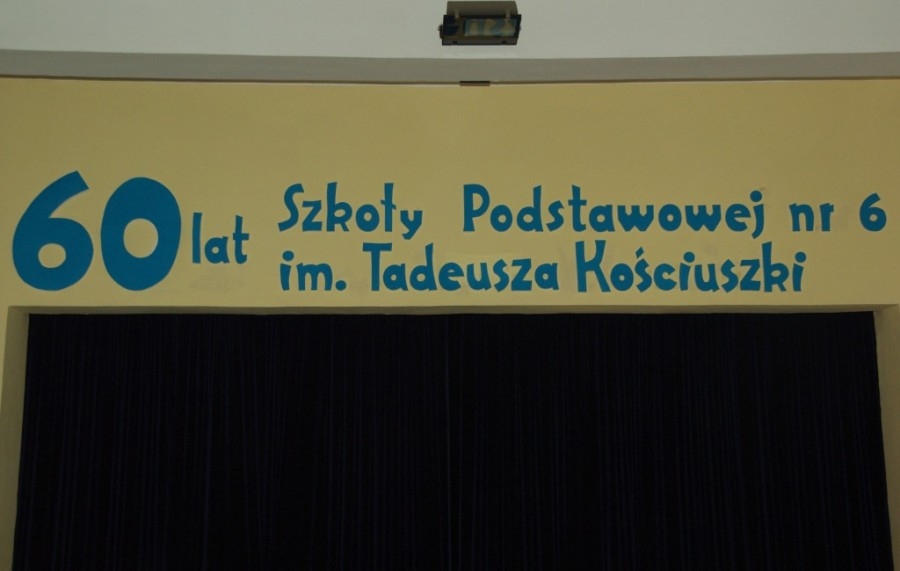 60 lat Szkoły Podstawowej nr 6
im. Tadeusza Kościuszki